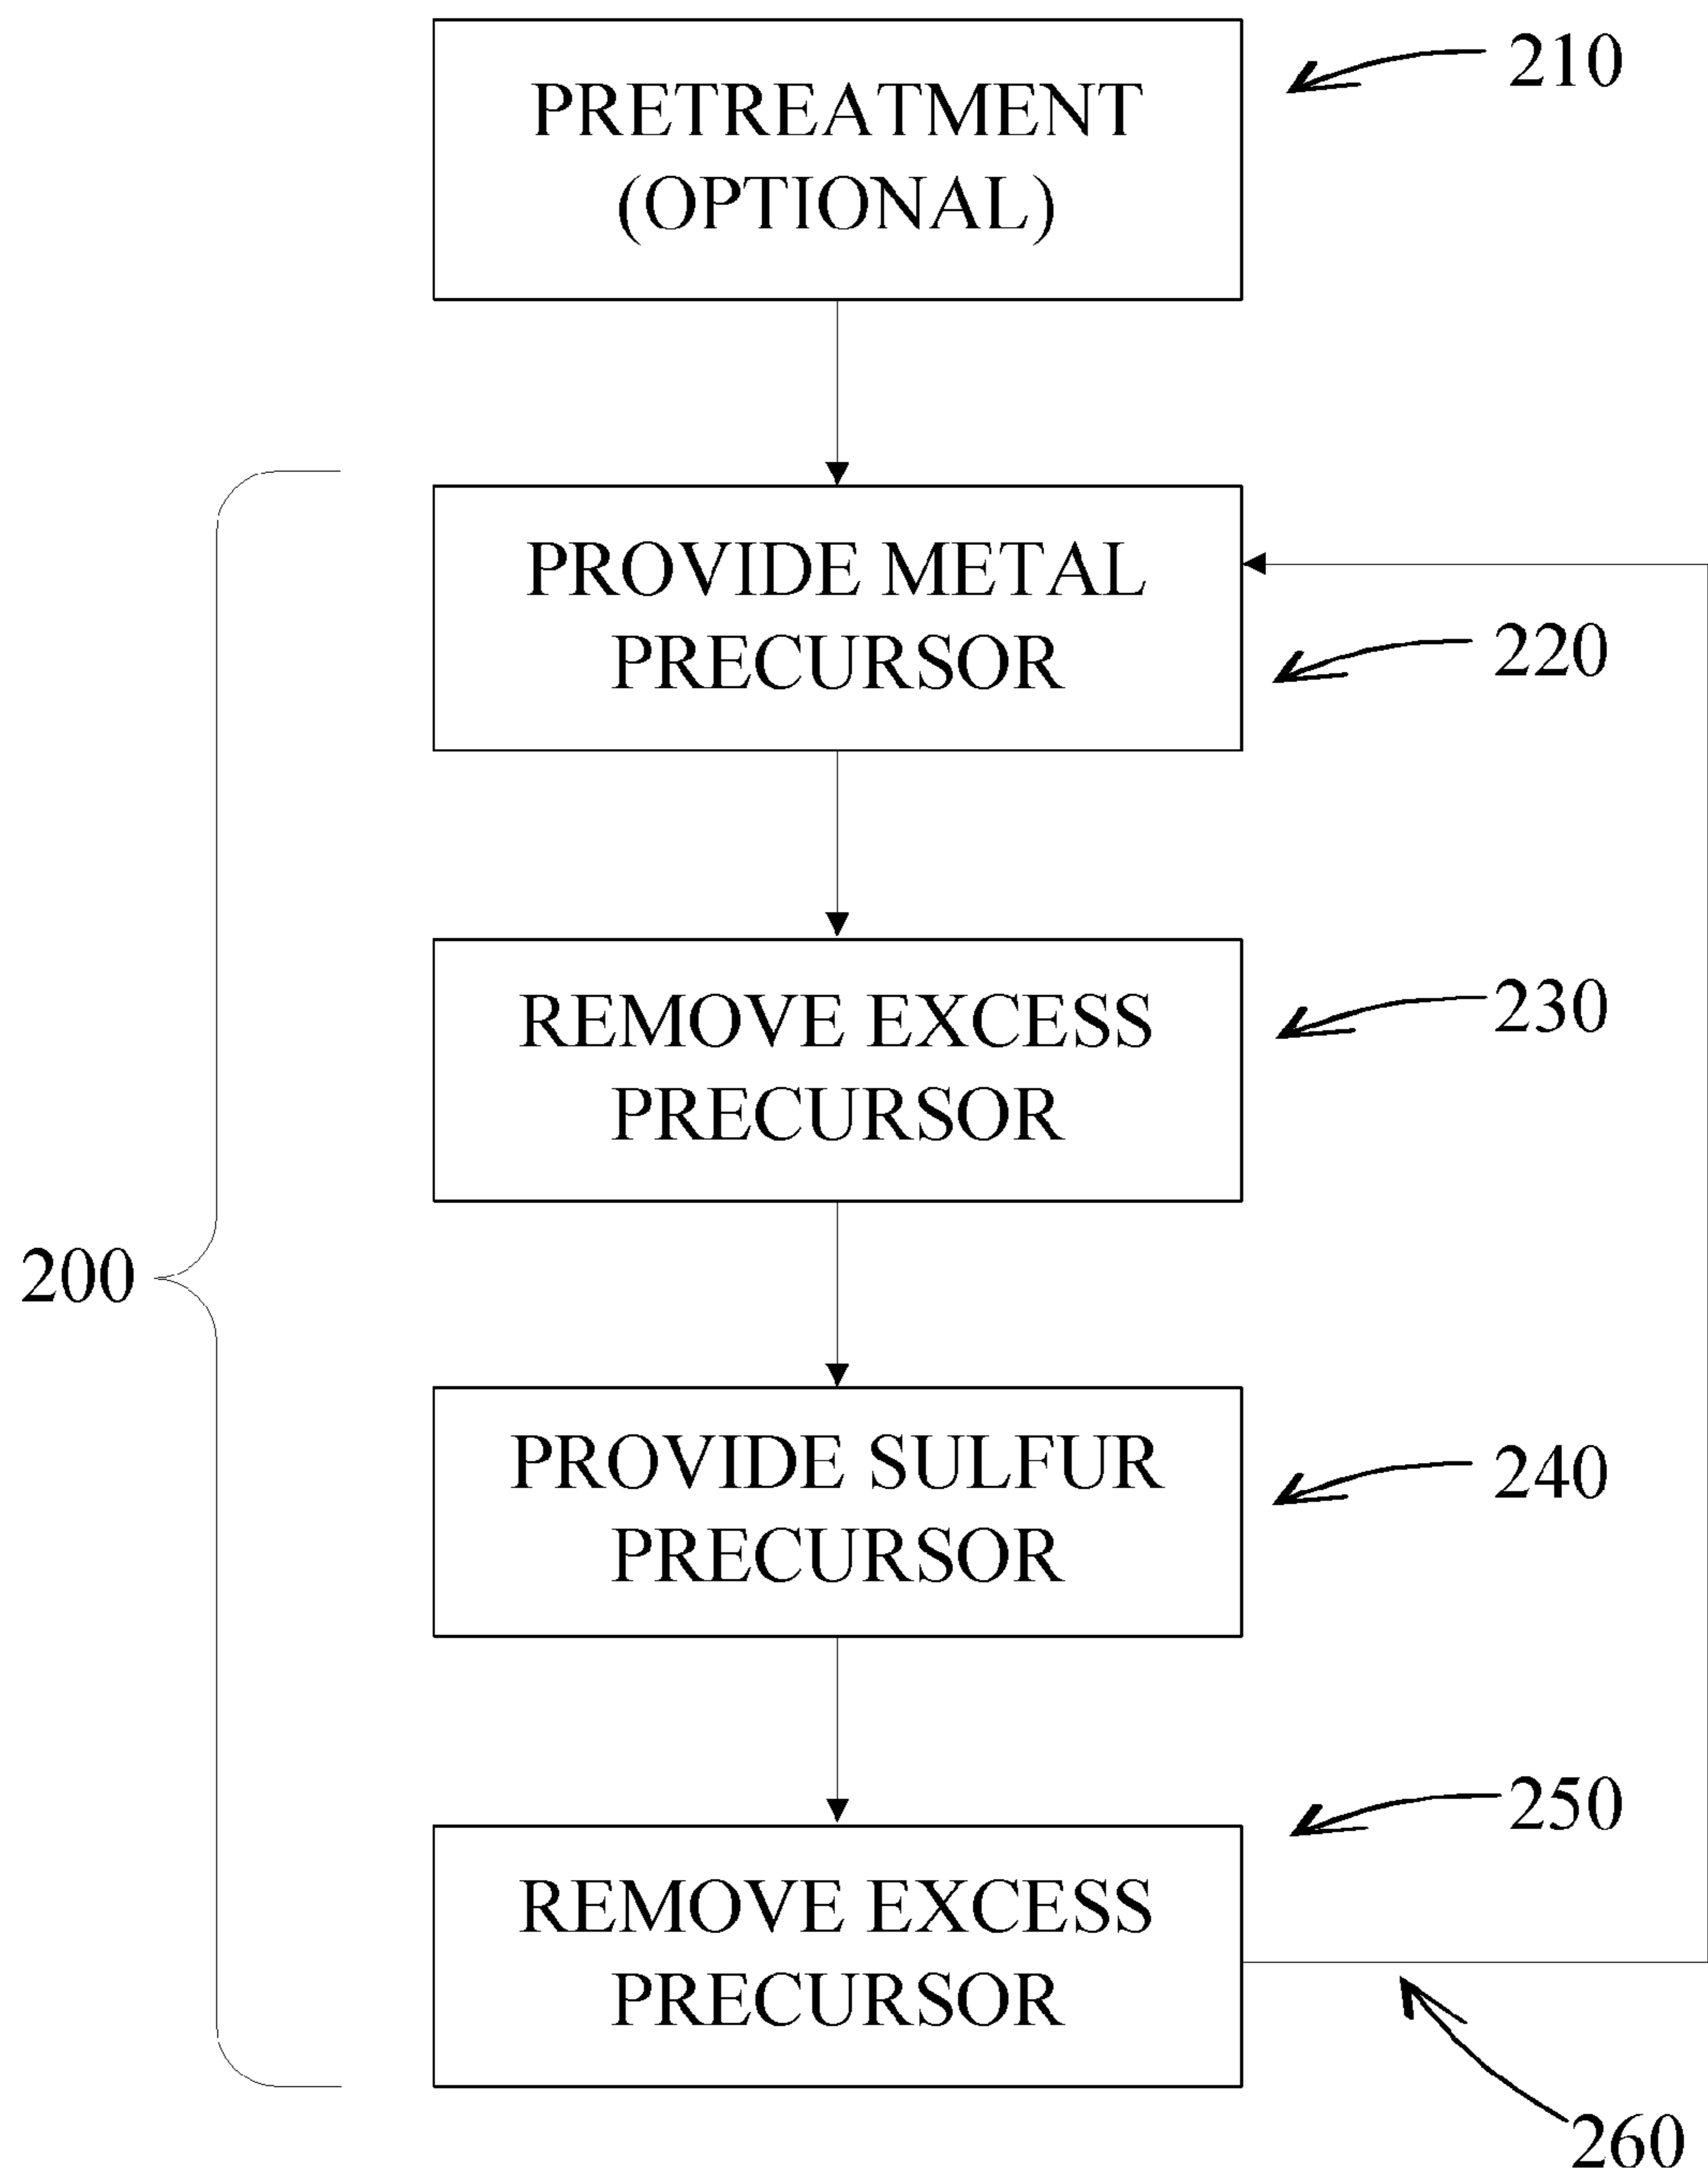 PRETREATMENT
(OPTIONAL)
210
PROVIDE METAL
PRECURSOR
220
REMOVE EXCESS
PRECURSOR
230
200
PROVIDE SULFUR
PRECURSOR
240
REMOVE EXCESS
PRECURSOR
250
260